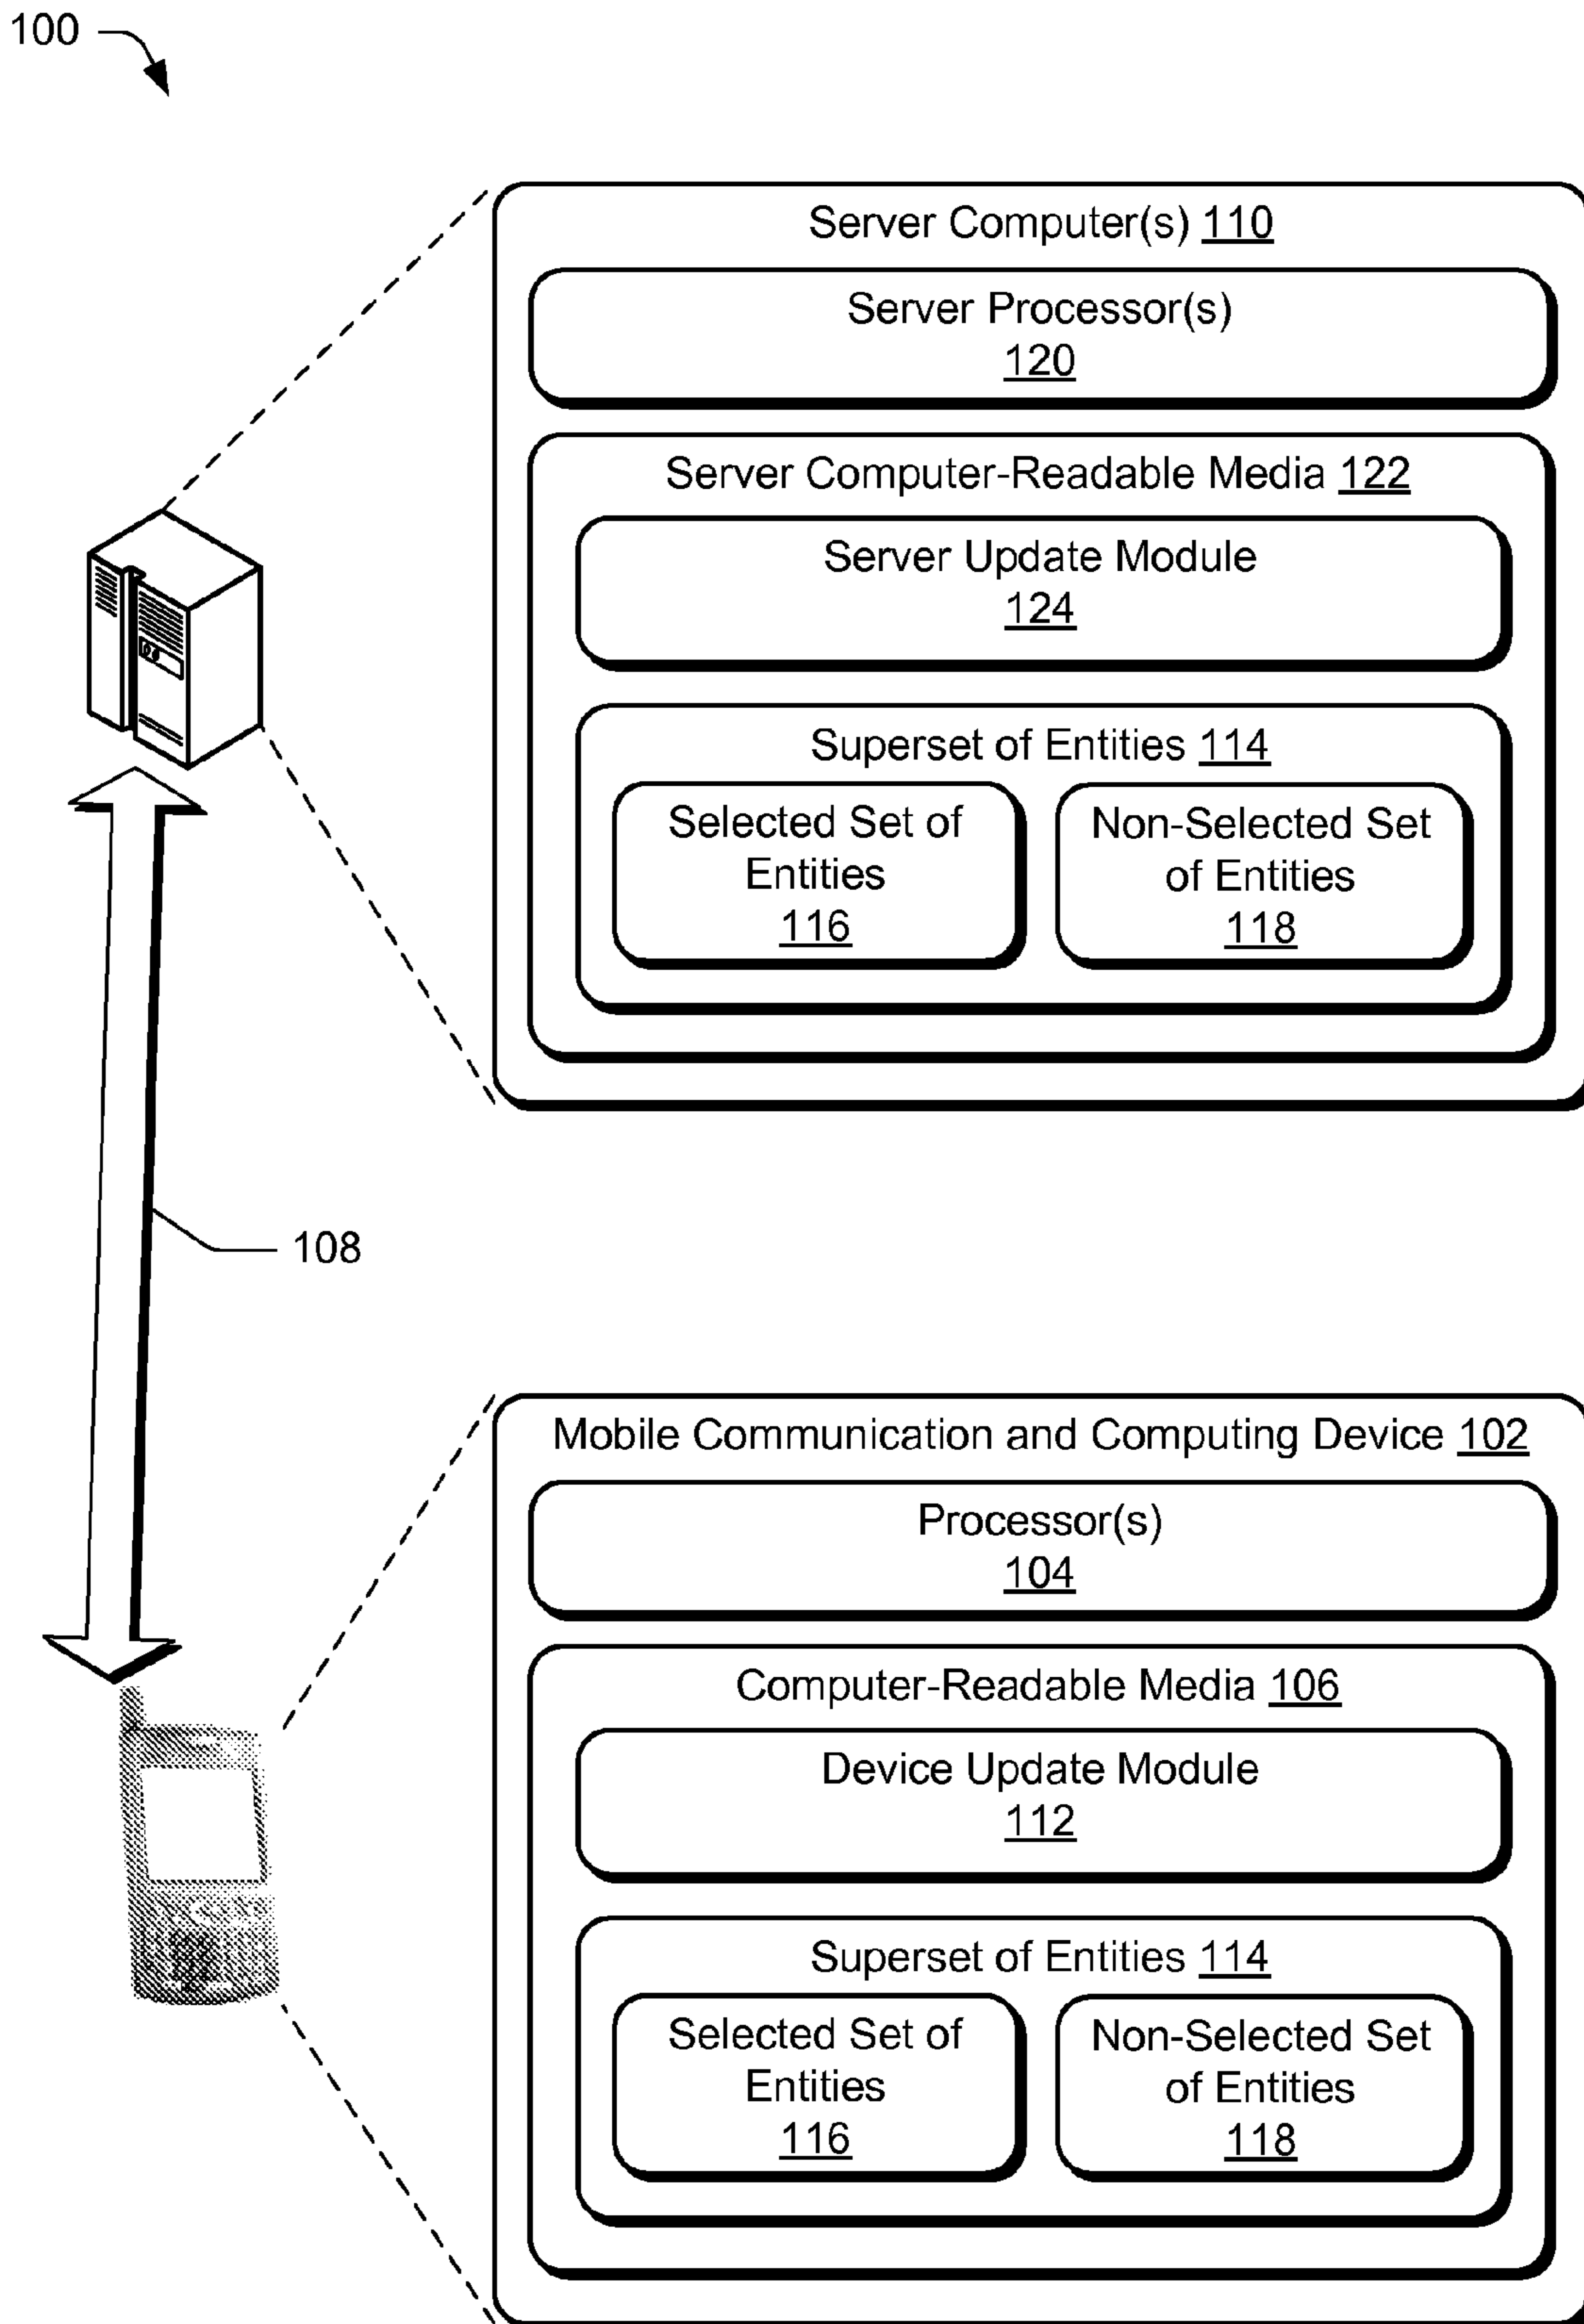 100
Server Computer(s) 110
Server Processor(s)
120
Server Computer-Readable Media 122
Server Update Module
124
Superset of Entities 114
Selected Set of
Entities
116
Non-Selected Set
of Entities
118
108
Mobile Communication and Computing Device 102
Processor(s)
104
Computer-Readable Media 106
Device Update Module
112
Superset of Entities 114
Selected Set of
Entities
116
Non-Selected Set
of Entities
118